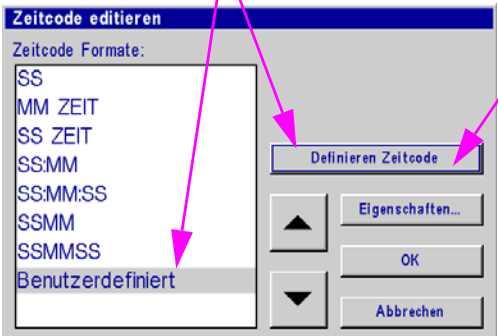 Zeitcode editieren
Zeitcode Formate:
SS
MM ZEIT
SS ZEIT
SS:MM
SS:MM:SS
SSMM
SSMMSS
Benutzerdefiniert
Definieren Zeitcode
Eigenschaften...
OK
Abbrechen